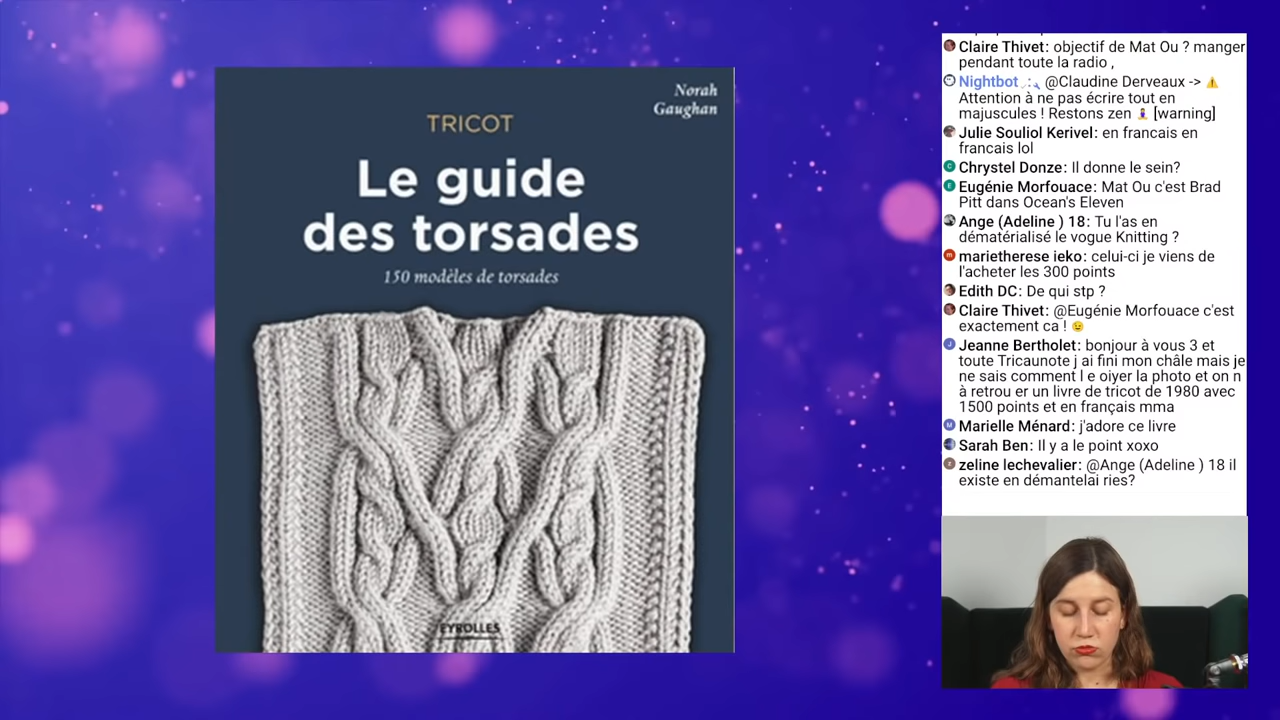 Norah
Gaughan
TRICOT
Le guide
des torsades
150 modèles de torsades
EYROLLES
Claire Thivet: objectif de Mat Ou ? manger
pendant toute la radio ,
Nightbot @Claudine Derveaux -> ⚠️
Attention à ne pas écrire tout en
majuscules ! Restons zen 🧘‍♀️ [warning]
Julie Souliol Kerivel: en francais en
francais lol
Chrystel Donze: Il donne le sein?
Eugénie Morfouace: Mat Ou c'est Brad
Pitt dans Ocean's Eleven
Ange (Adeline ) 18: Tu l'as en
dématérialisé le vogue Knitting ?
marietherese ieko: celui-ci je viens de
l'acheter les 300 points
Edith DC: De qui stp ?
Claire Thivet: @Eugénie Morfouace c'est
exactement ca ! 😉
Jeanne Bertholet: bonjour à vous 3 et
toute Tricaunote j ai fini mon châle mais je
ne sais comment l e oiyer la photo et on n
à retrou er un livre de tricot de 1980 avec
1500 points et en français mma
Marielle Ménard: j'adore ce livre
Sarah Ben: Il y a le point xoxo
zeline lechevalier: @Ange (Adeline ) 18 il
existe en démantelai ries?